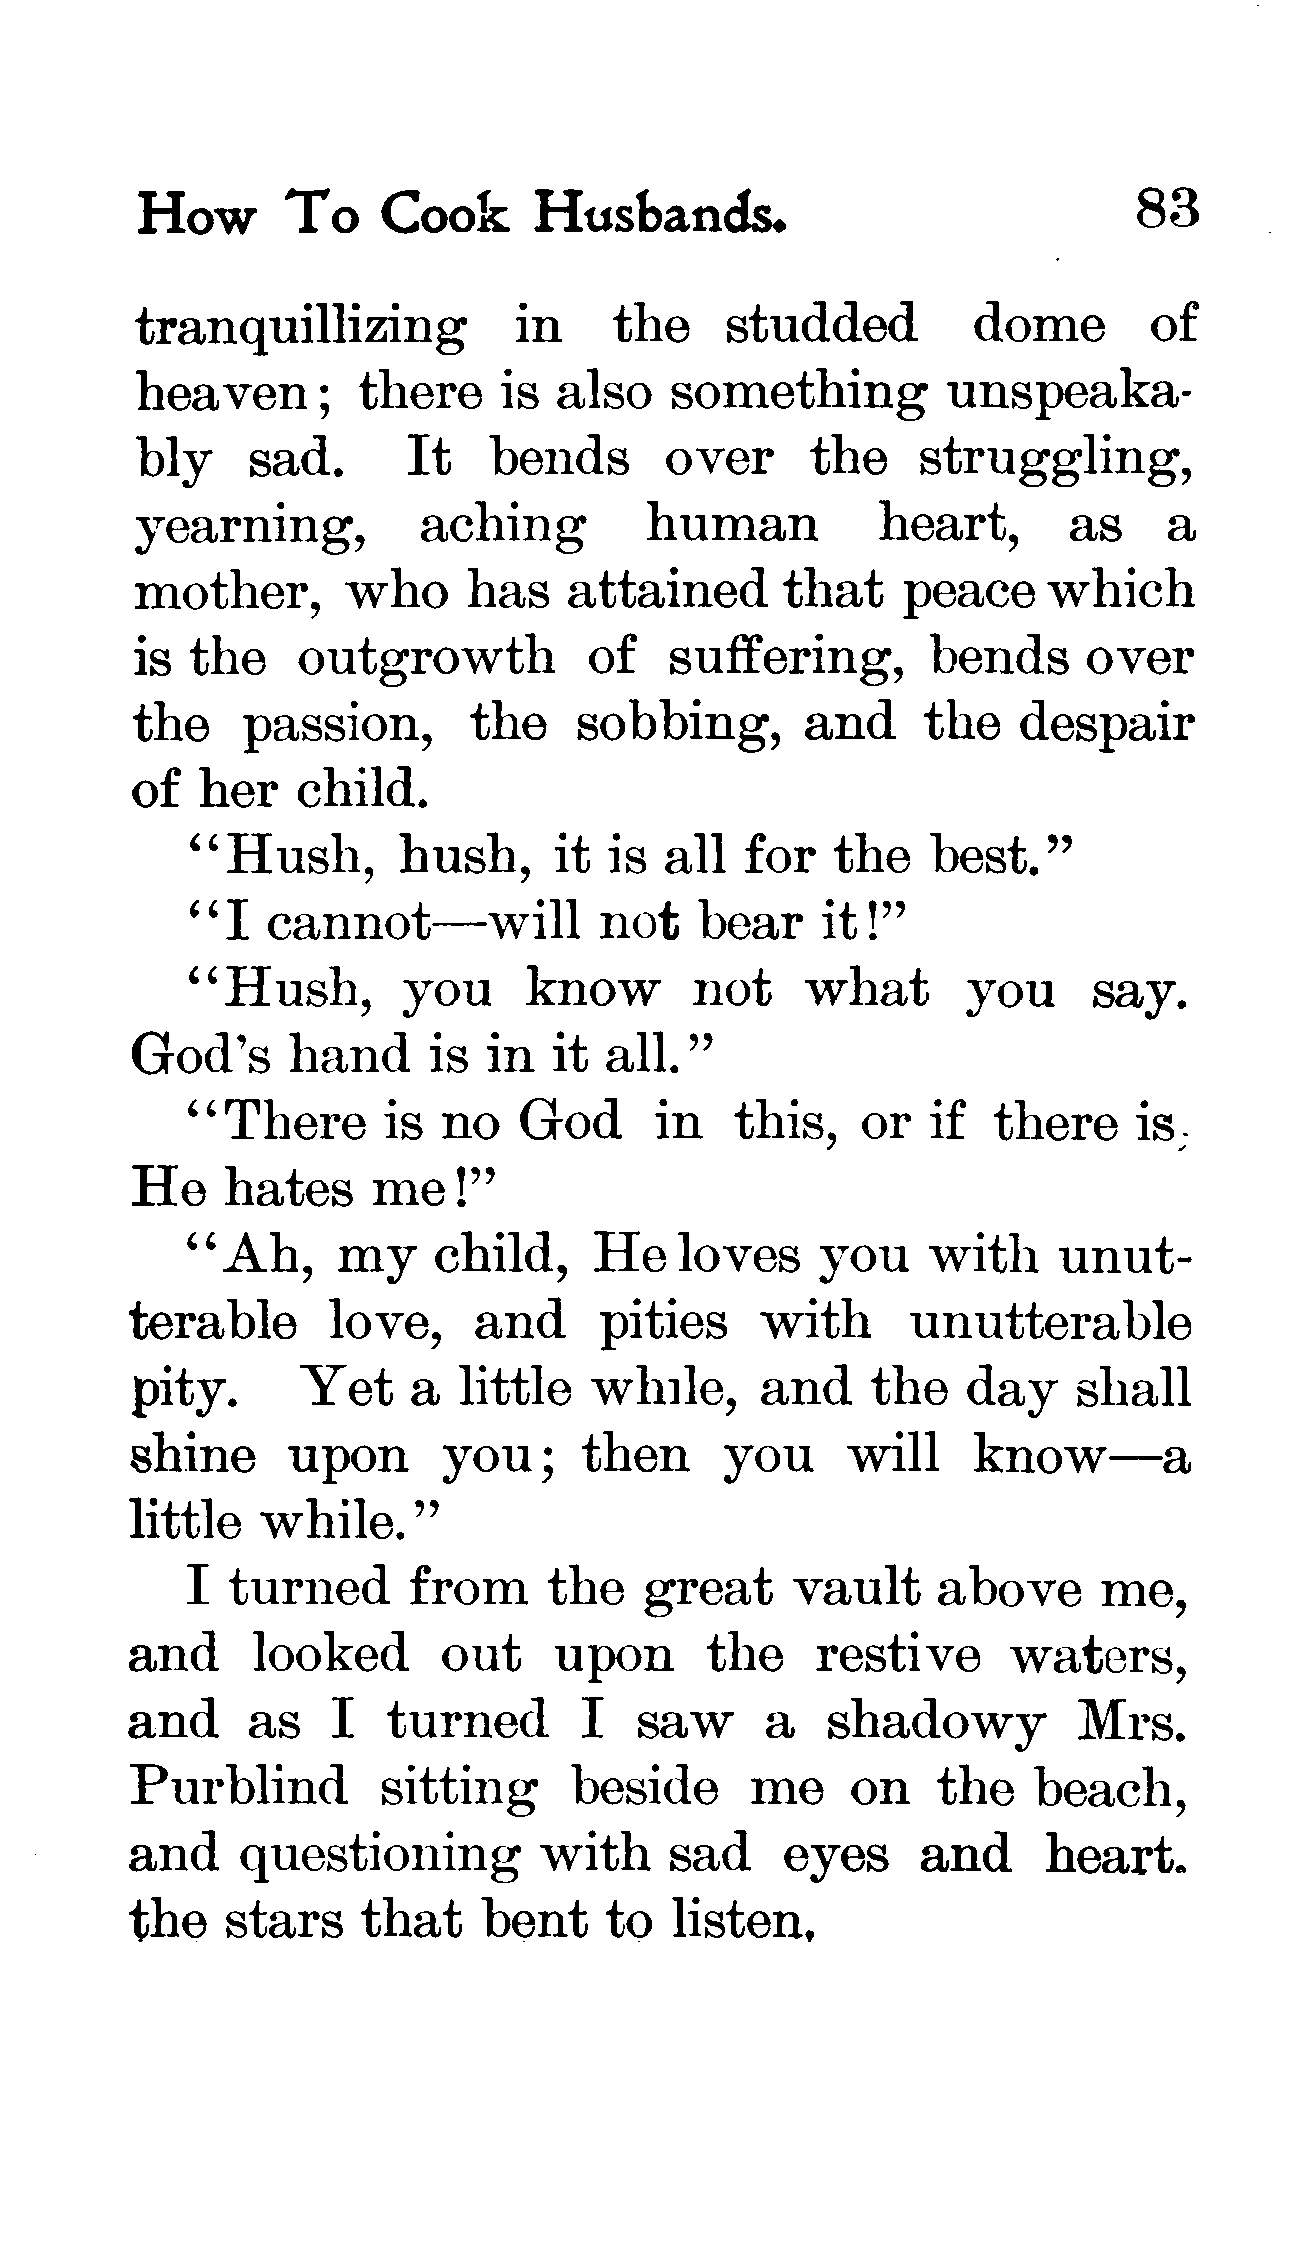 How To Cook Husbands. 83
tranquillizing in the studded dome of
heaven; there is also something unspeaka-
bly sad. It bends over the struggling,
yearning, aching human heart, as a
mother, who has attained that peace which
is the outgrowth of suffering, bends over
the passion, the sobbing, and the despair
of her child.
"Hush, hush, it is all for the best."
"I cannot—will not bear it!"
"Hush, you know not what you say.
God's hand is in it all."
"There is no God in this, or if there is,
He hates me!"
"Ah, my child, He loves you with unut-
terable love, and pities with unutterable
pity. Yet a little while, and the day shall
shine upon you; then you will know—a
little while."
I turned from the great vault above me,
and looked out upon the restive waters,
and as I turned I saw a shadowy Mrs.
Purblind sitting beside me on the beach,
and questioning with sad eyes and heart.
the stars that bent to listen.